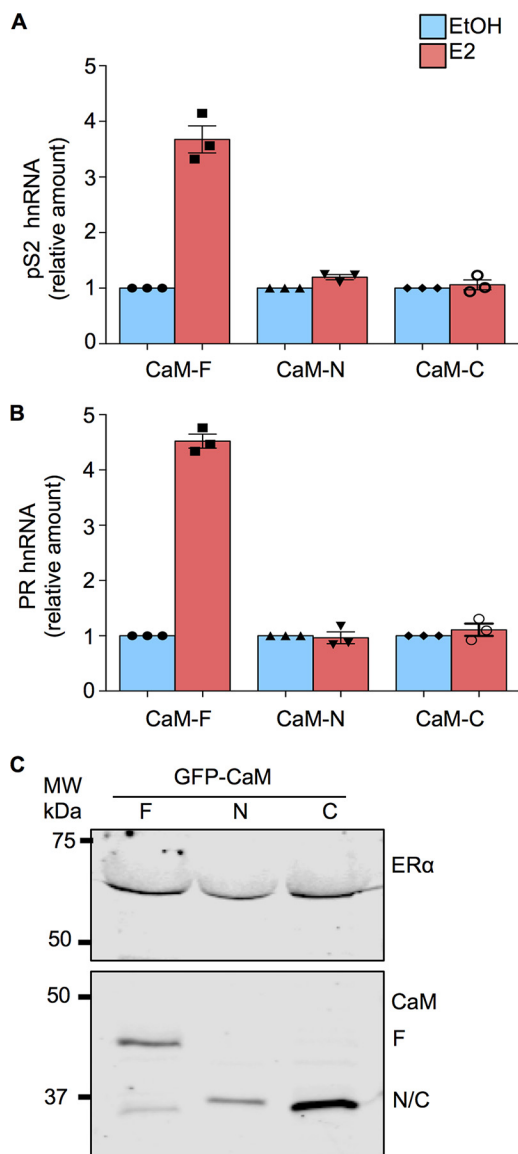 A
EtOH
E2
pS2 hnRNA
(relative amount)
5
4
3
2
1
0
CaM-F CaM-N CaM-C
B
PR hnRNA
(relative amount)
5
4
3
2
1
0
CaM-F CaM-N CaM-C
C
MW
kDa
GFP-CaM
F N C
75
ERα
50
50
CaM
F
37
N/C